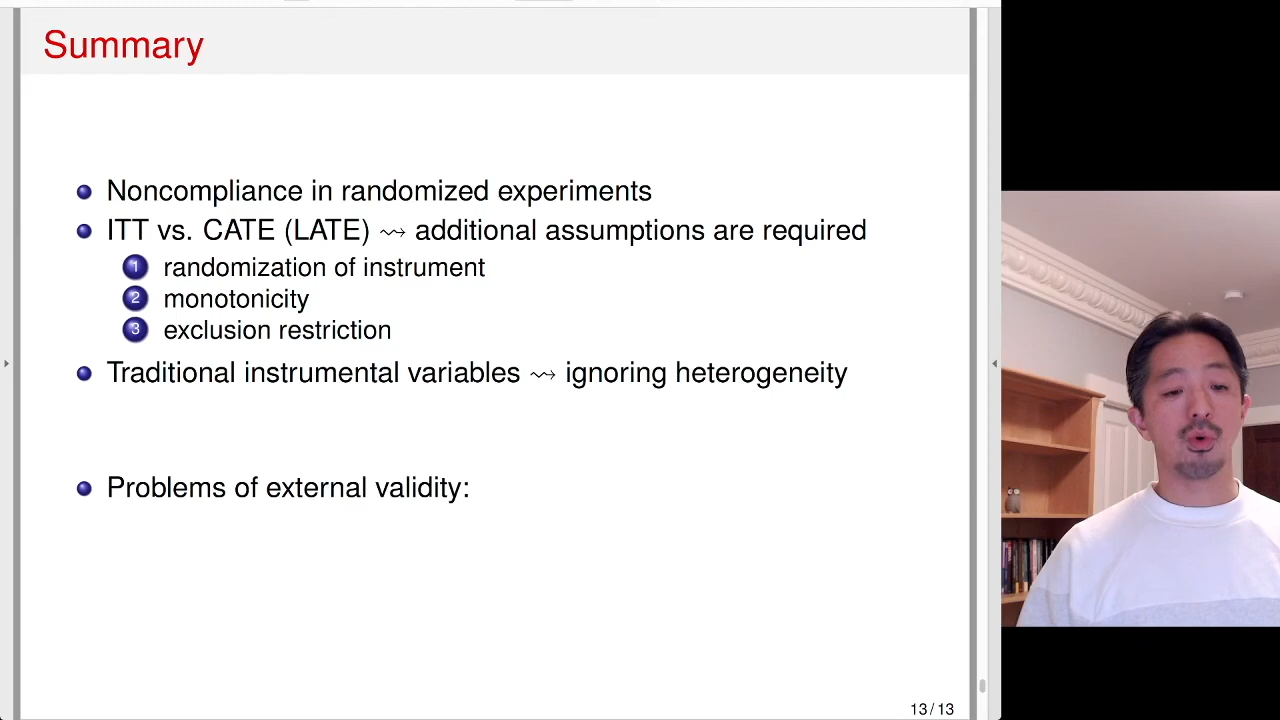 Summary
Noncompliance in randomized experiments
ITT vs. CATE (LATE) ⇝ additional assumptions are required
1 randomization of instrument
2 monotonicity
3 exclusion restriction
Traditional instrumental variables ⇝ ignoring heterogeneity
Problems of external validity:
13 / 13